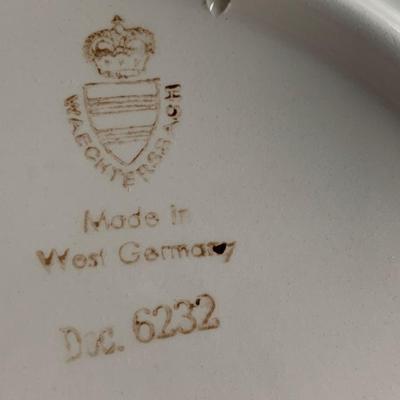 WAECHTERSBACH
Made in
West Germany
Dec. 6232